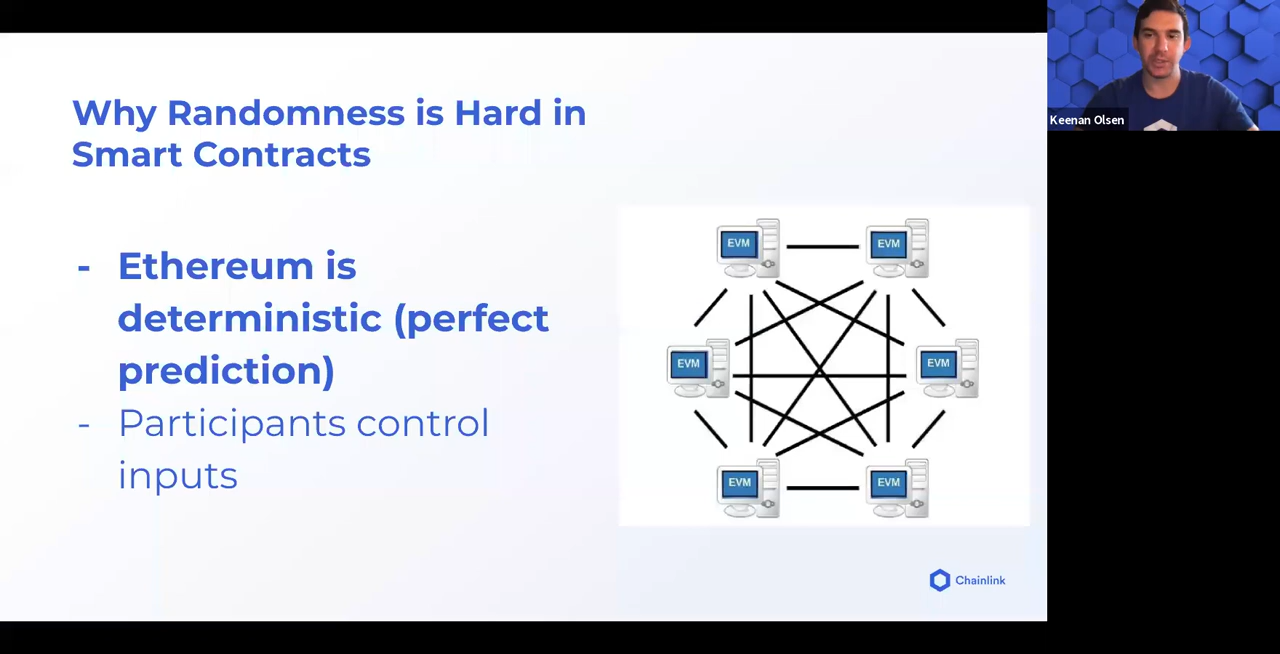 Why Randomness is Hard in
Smart Contracts
- Ethereum is
deterministic (perfect
prediction)
- Participants control
inputs
EVM
EVM
EVM
EVM
EVM
EVM
Chainlink
Keenan Olsen